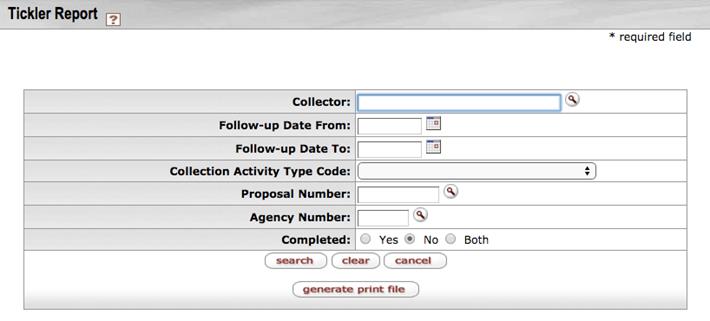 Tickler Report ?
* required field
Collector:
Follow-up Date From:
Follow-up Date To:
Collection Activity Type Code:
Proposal Number:
Agency Number:
Completed: Yes No Both
search clear cancel
generate print file